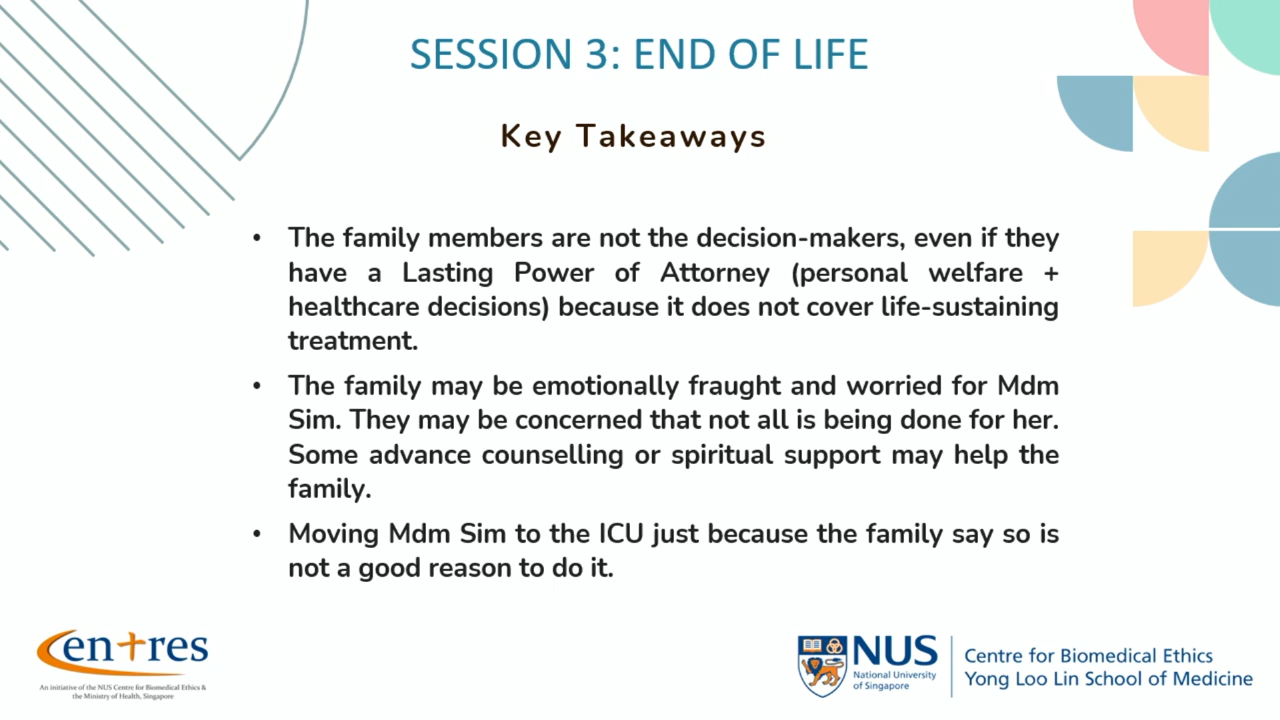 SESSION 3: END OF LIFE
Key Takeaways
• The family members are not the decision-makers, even if they
have a Lasting Power of Attorney (personal welfare +
healthcare decisions) because it does not cover life-sustaining
treatment.
• The family may be emotionally fraught and worried for Mdm
Sim. They may be concerned that not all is being done for her.
Some advance counselling or spiritual support may help the
family.
• Moving Mdm Sim to the ICU just because the family say so is
not a good reason to do it.
Centres
An initiative of the NUS Centre for Biomedical Ethics &
the Ministry of Health, Singapore
NUS
National University
of Singapore
Centre for Biomedical Ethics
Yong Loo Lin School of Medicine